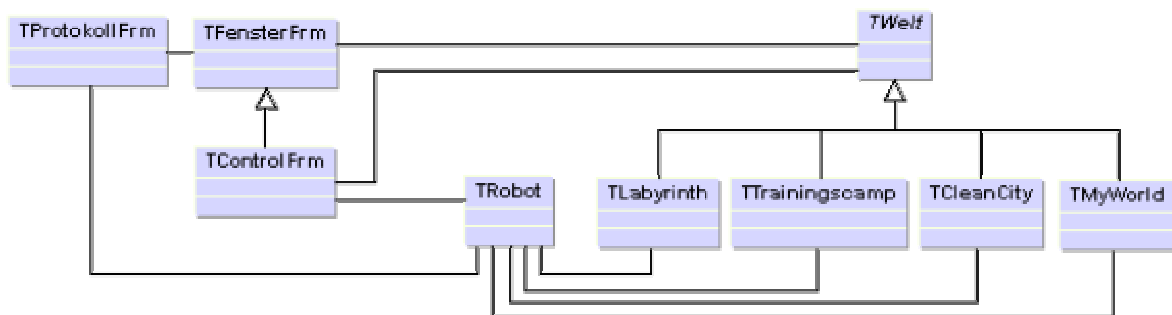 TProtokollFrm
TFensterFrm
TWelt
TControlFrm
TRobot
TLabyrinth
TTrainingscamp
TCleanCity
TMyWorld